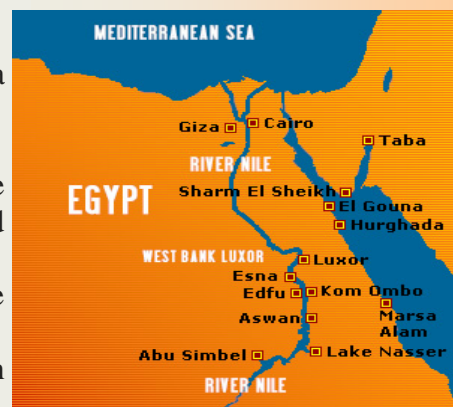 MEDITERRANEAN SEA
Giza
Cairo
Taba
RIVER NILE
Sharm El Sheikh
EGYPT
El Gouna
Hurghada
WEST BANK LUXOR
Luxor
Esna
Edfu
Kom Ombo
Aswan
Marsa
Alam
Abu Simbel
Lake Nasser
RIVER NILE